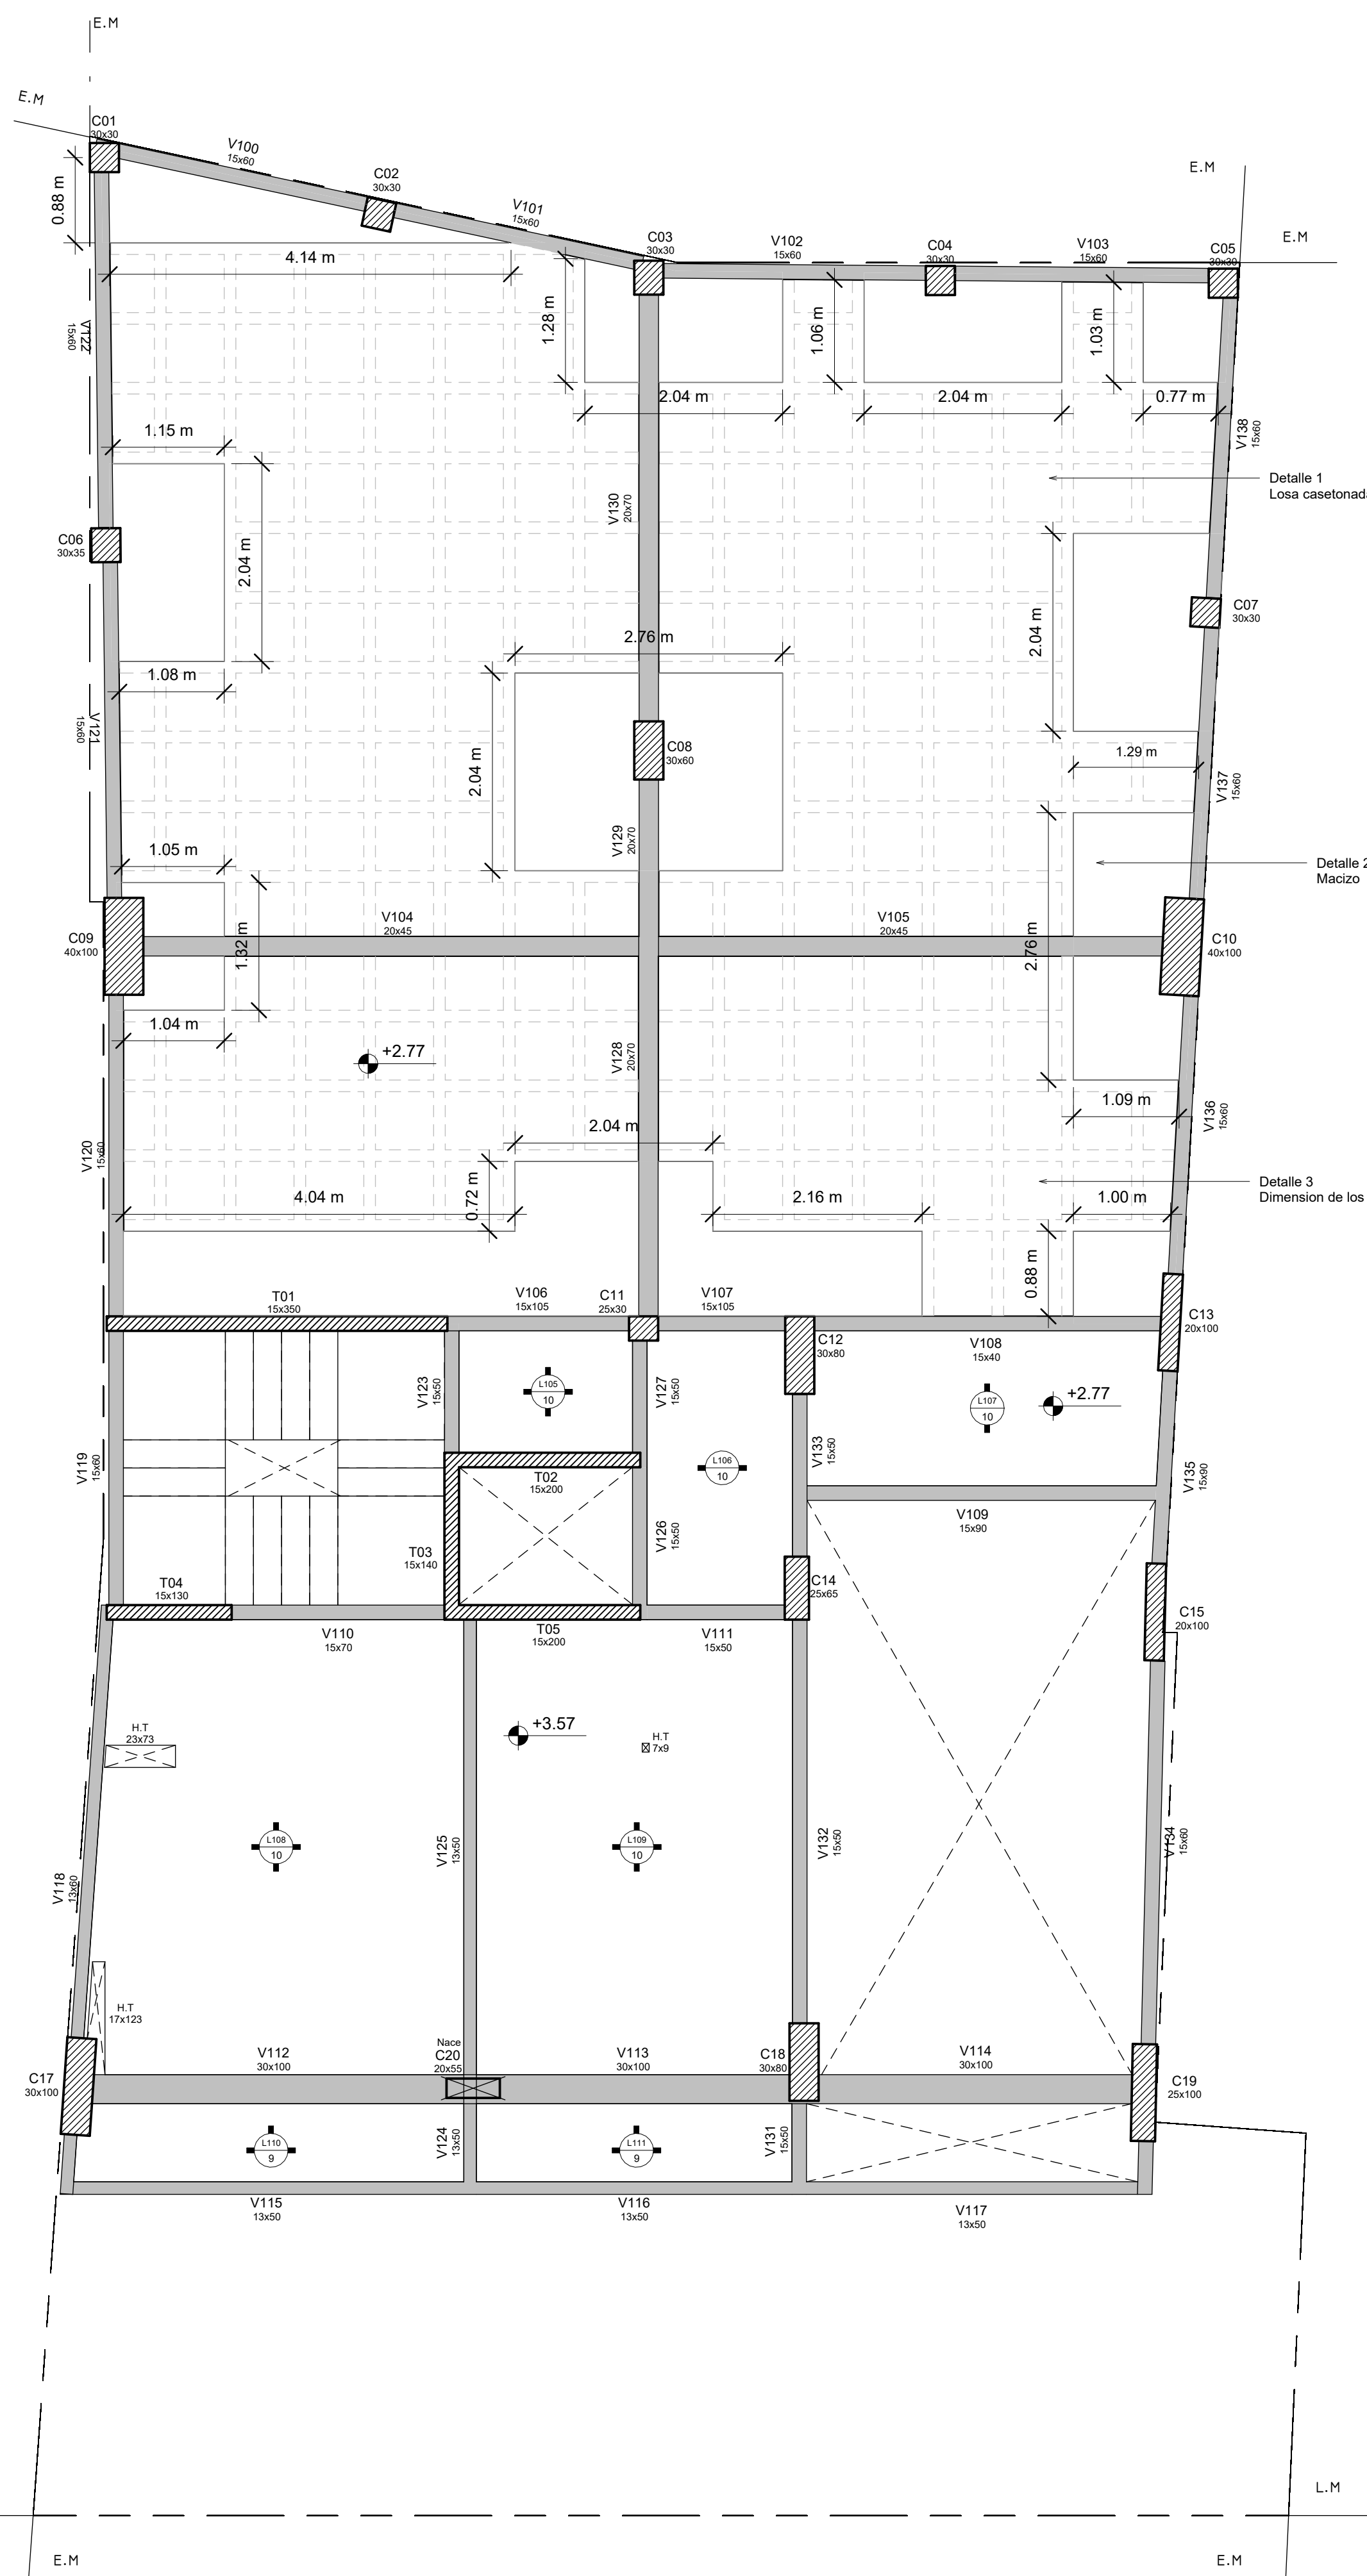 E.M
E.M
C01
30x30
V100
15x60
C02
30x30
V101
15x60
E.M
E.M
C03
30x30
V102
15x60
C04
30x30
V103
15x60
C05
30x30
0.88 m
4.14 m
1.28 m
1.06 m
1.03 m
V122
15x60
2.04 m
2.04 m
0.77 m
V138
15x60
1.15 m
Detalle 1
Losa casetonada
V130
20x70
C06
30x35
2.04 m
2.04 m
C07
30x30
2.76 m
1.08 m
V121
15x60
C08
30x60
2.04 m
1.29 m
V137
15x60
V129
20x70
1.05 m
Detalle 2
Macizo
V104
20x45
V105
20x45
C09
40x100
1.32 m
2.76 m
C10
40x100
1.04 m
+2.77
V128
20x70
1.09 m
V136
15x60
2.04 m
V120
15x60
0.72 m
4.04 m
2.16 m
1.00 m
Detalle 3
Dimension de los
0.88 m
T01
15x350
V106
15x105
C11
25x30
V107
15x105
C12
30x80
V108
15x40
C13
20x100
V123
15x50
L105
10
V127
15x50
L107
10
+2.77
V119
15x60
L106
10
V133
15x50
V135
15x90
T02
15x200
V109
15x90
T03
15x140
V126
15x50
T04
15x130
C14
25x65
C15
20x100
V110
15x70
T05
15x200
V111
15x50
H.T
23x73
+3.57
H.T
7x9
L108
10
V125
13x50
L109
10
V132
15x50
V134
15x60
V118
13x60
H.T
17x123
C17
30x100
V112
30x100
Nace
C20
20x55
V113
30x100
C18
30x80
V114
30x100
C19
25x100
L110
9
V124
13x50
L111
9
V131
15x50
V115
13x50
V116
13x50
V117
13x50
L.M
E.M
E.M